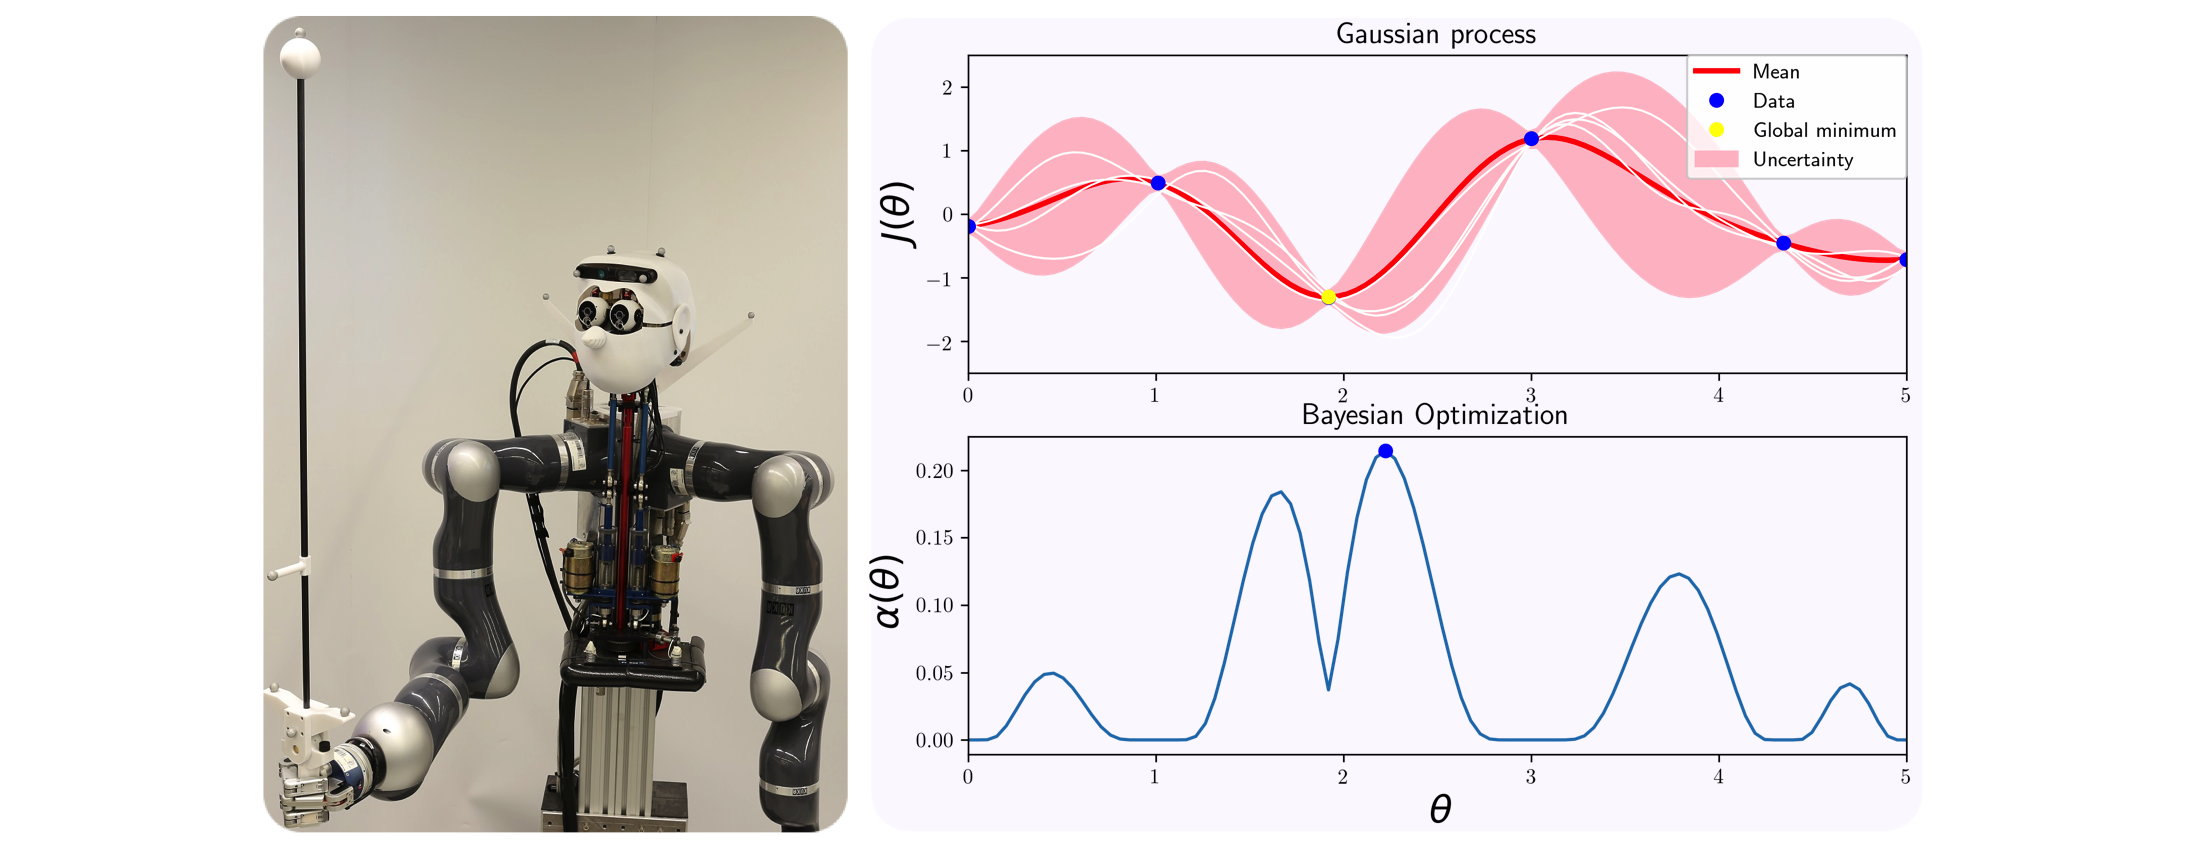 Gaussian process
J(θ)
2
1
0
−1
−2
Mean
Data
Global minimum
Uncertainty
0 1 2 3 4 5
Bayesian Optimization
α(θ)
0.20
0.15
0.10
0.05
0.00
0 1 2 3 4 5
θ